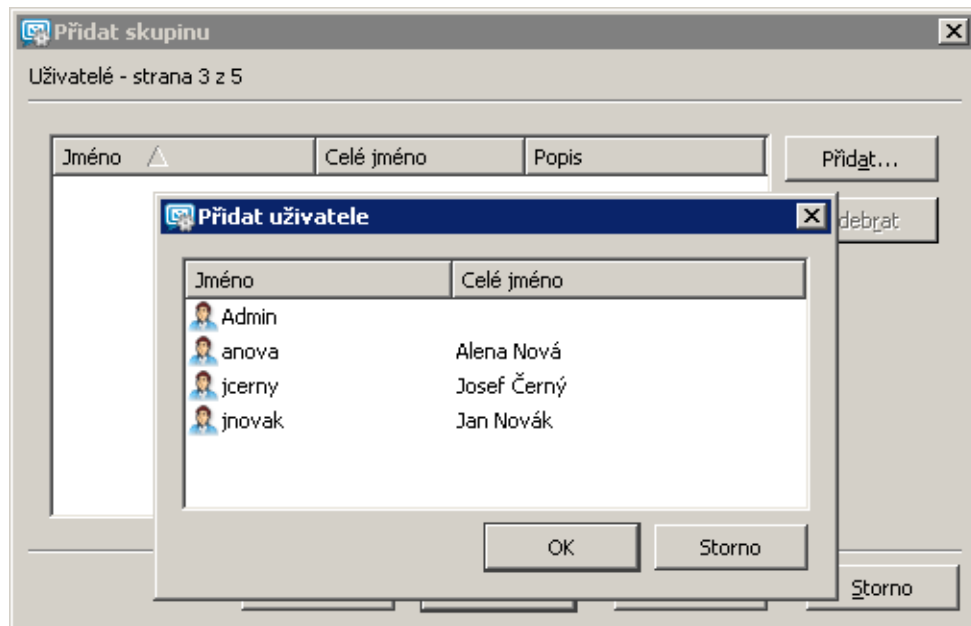 Přidat skupinu
Uživatelé - strana 3 z 5
Jméno Celé jméno Popis
Přidat...
debrat
Přidat uživatele
Jméno Celé jméno
Admin
anova Alena Nová
jcerny Josef Černý
jnovak Jan Novák
OK Storno
Storno